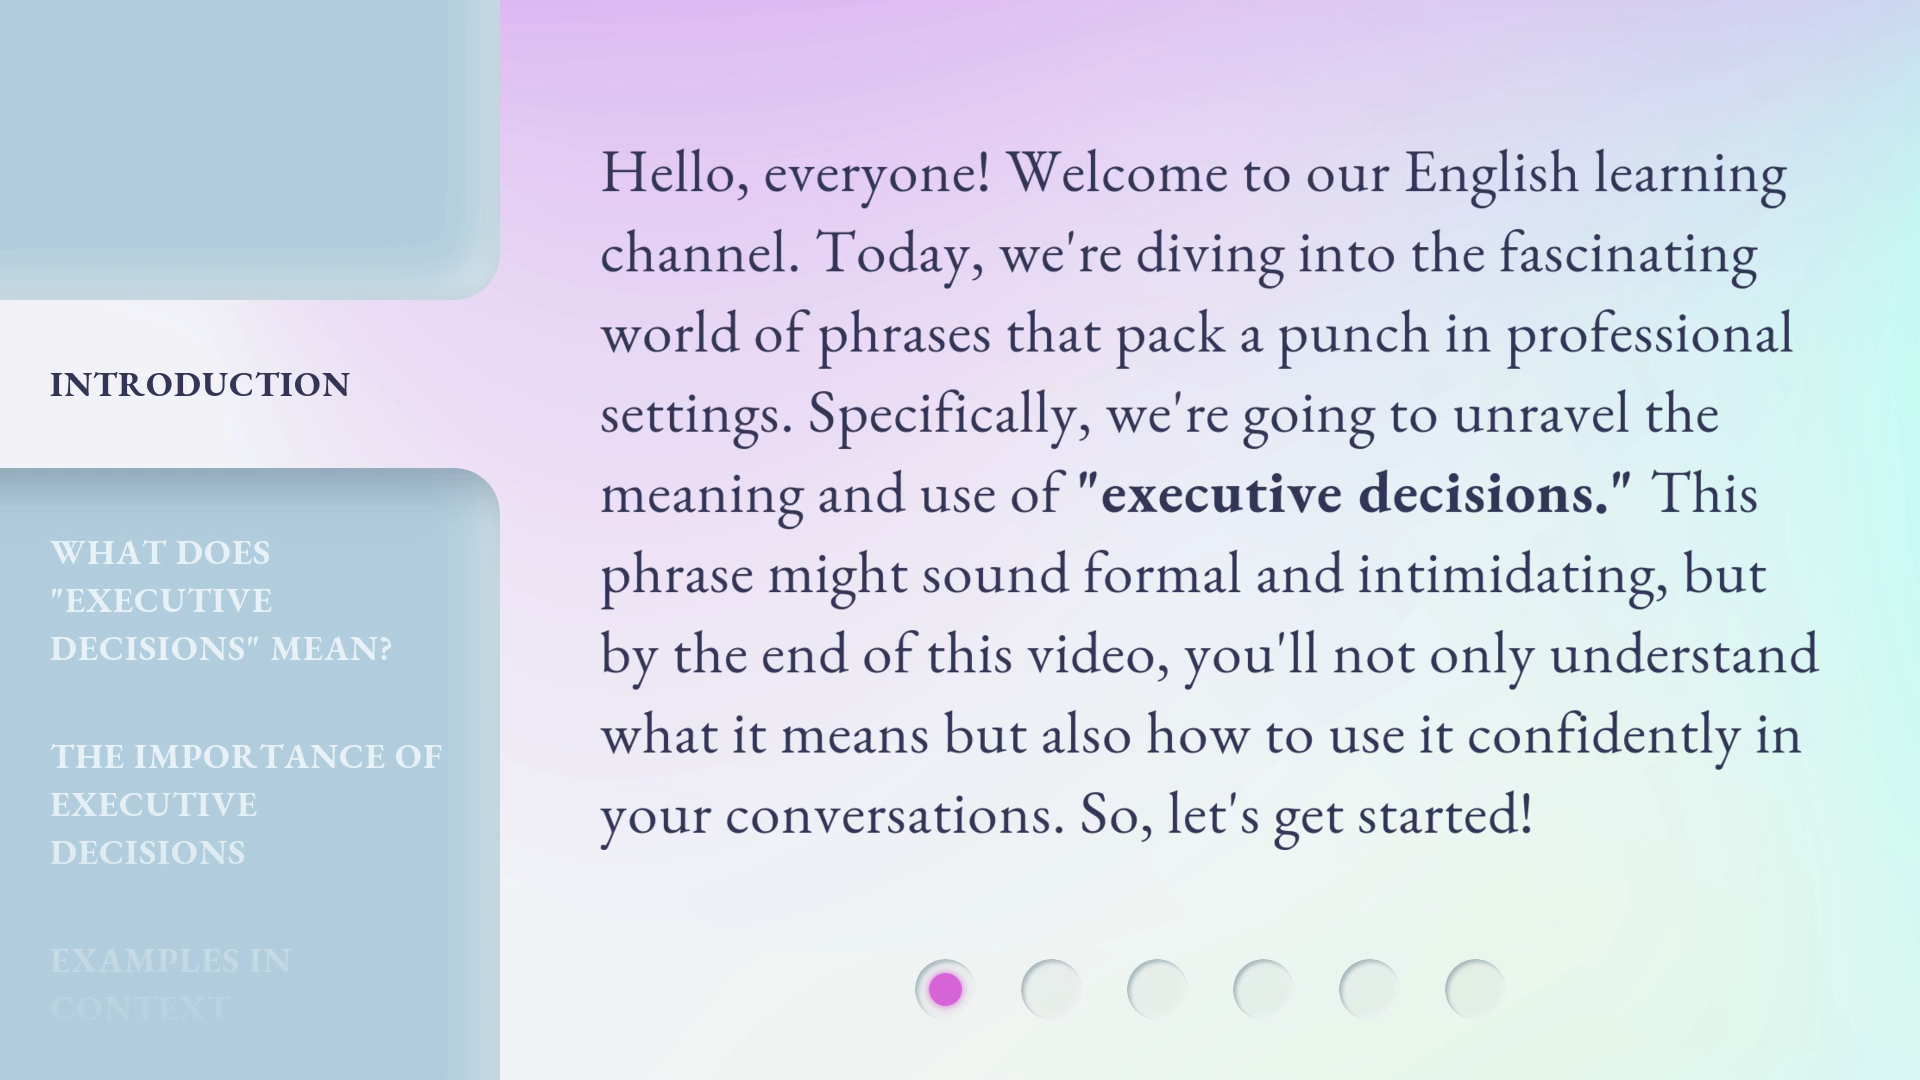 INTRODUCTION
WHAT DOES
"EXECUTIVE
DECISIONS" MEAN?
THE IMPORTANCE OF
EXECUTIVE
DECISIONS
EXAMPLES IN
CONTEXT
Hello, everyone! Welcome to our English learning
channel. Today, we're diving into the fascinating
world of phrases that pack a punch in professional
settings. Specifically, we're going to unravel the
meaning and use of "executive decisions." This
phrase might sound formal and intimidating, but
by the end of this video, you'll not only understand
what it means but also how to use it confidently in
your conversations. So, let's get started!